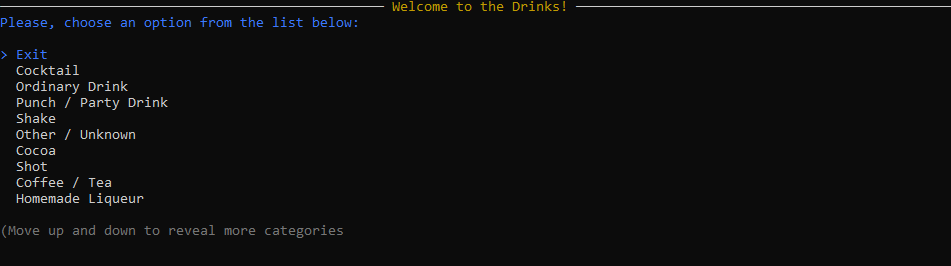 Welcome to the Drinks!
Please, choose an option from the list below:
> Exit
Cocktail
Ordinary Drink
Punch / Party Drink
Shake
Other / Unknown
Cocoa
Shot
Coffee / Tea
Homemade Liqueur
(Move up and down to reveal more categories